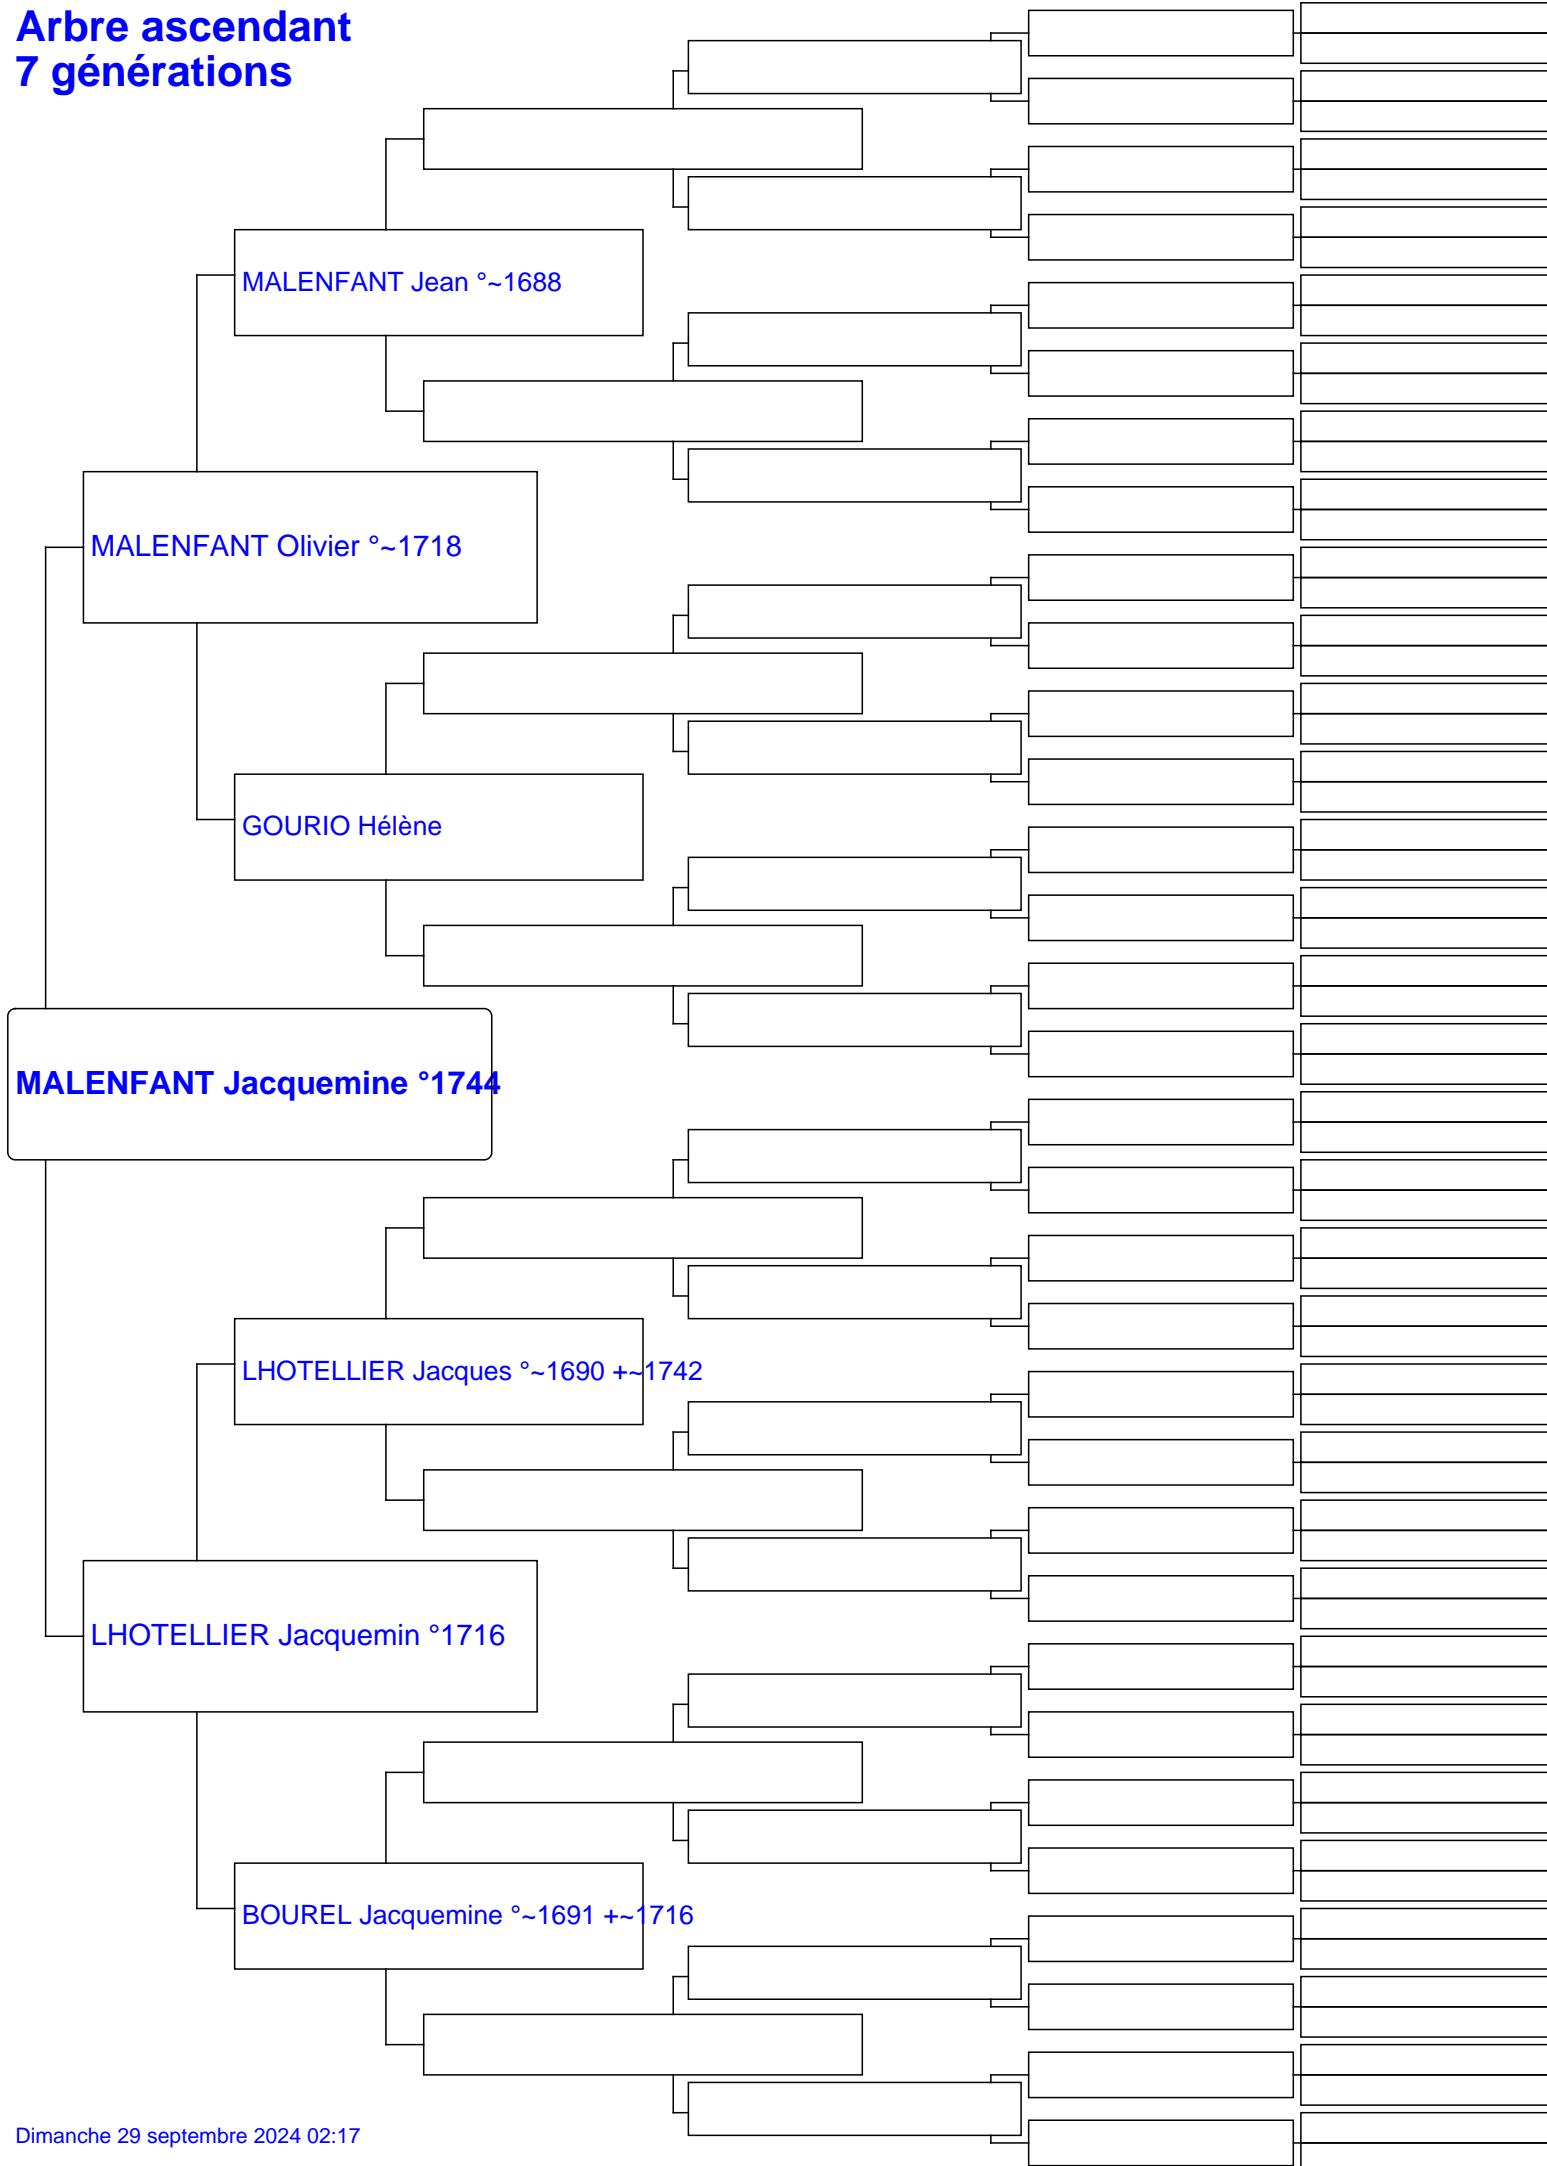 Arbre ascendant
7 générations
MALENFANT Jean °~1688
MALENFANT Olivier °~1718
GOURIO Hélène
MALENFANT Jacquemine °1744
LHOTELLIER Jacques °~1690 +~1742
LHOTELLIER Jacquemin °1716
BOUREL Jacquemine °~1691 +~1716
Dimanche 29 septembre 2024 02:17